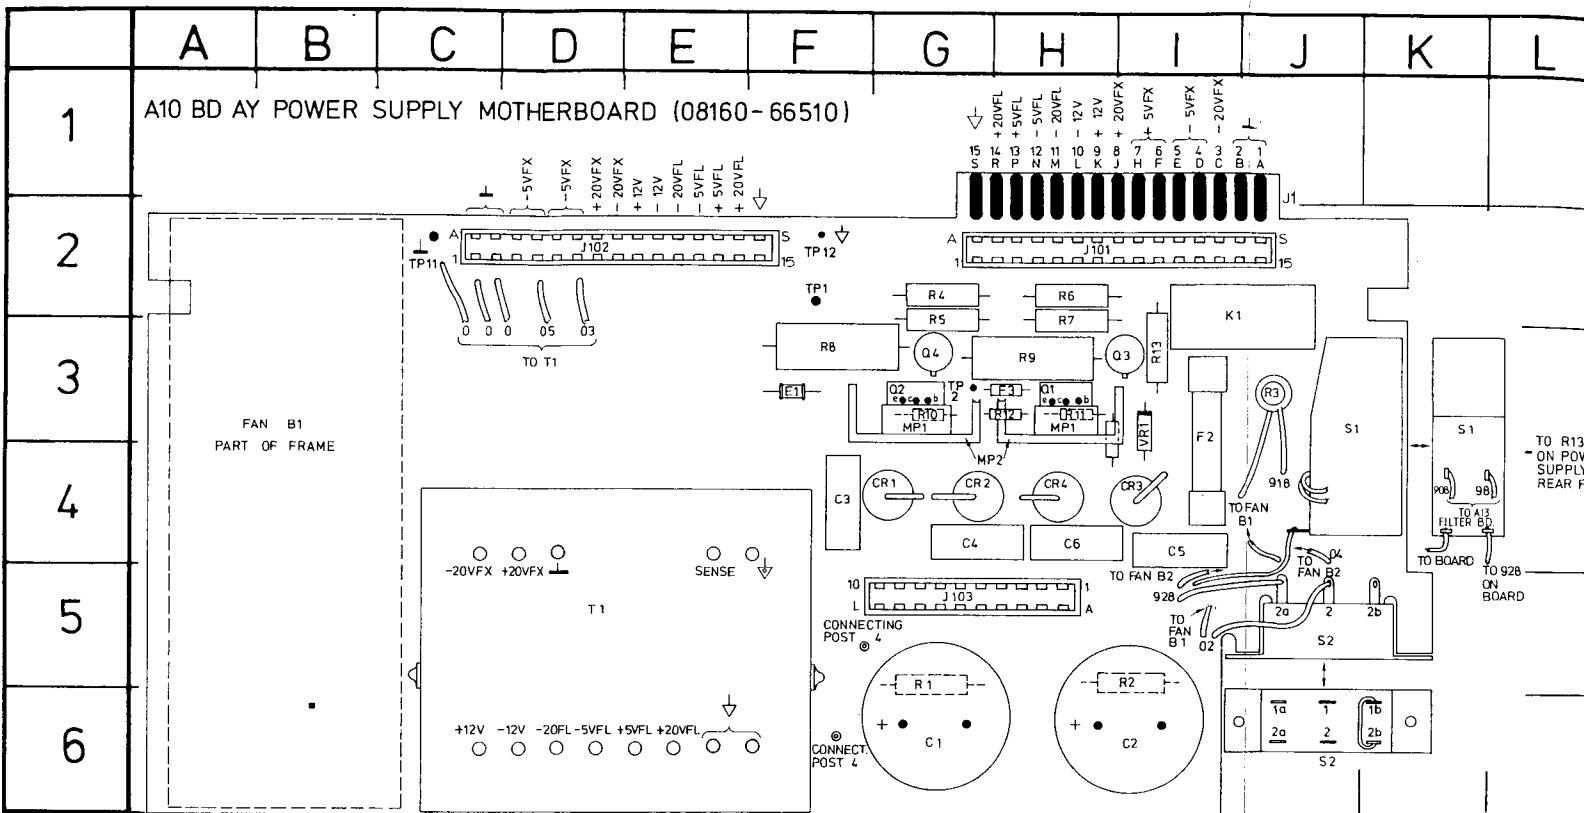 A B C D E F G H I J K L
1
A10 BD AY POWER SUPPLY MOTHERBOARD (08160-66510)
+20VFX +5VFL -5VFL -20VFL -12V +12V +20VFX +5VFX -5VFX -20VFX
15 14 13 12 11 10 9 8 7 6 5 4 3 2 1
S R P N M L K J H F E D C B A
J1
-5VFX -5VFX +20VFX -20VFX +12V -12V -20VFL -5VFL +5VFL +20VFL
2
TP11
A J102 S
1 15
TP12
A J101 S
1 15
TP1
R4 R6
R5 R7
K1
0 0 0 05 03
TO T1
3
R8 Q4 R9 Q3 R13
E1
Q2
e c b
R10
MP1
TP
2
F3
R12
Q1
e c b
R11
MP1
VR1
F2
R3
S1
S1
FAN B1
PART OF FRAME
MP2
4
C3
CR1 CR2 CR4 CR3
918
TO FAN
B1
908 98
TO A13
FILTER BD.
TO R13
ON POW
SUPPLY
REAR F
C4 C6 C5
-20VFX +20VFX
SENSE
TO FAN B2
TO
FAN B2
04
TO BOARD
TO 928
ON
BOARD
5
T1
10 J103 1
L A
928
CONNECTING
POST 4
TO
FAN
B1
02
2a 2 2b
S2
R1 R2
6
+12V -12V -20FL -5VFL +5VFL +20VFL
CONNECT.
POST 4
+ C1
+ C2
1a 1 1b
2a 2 2b
S2